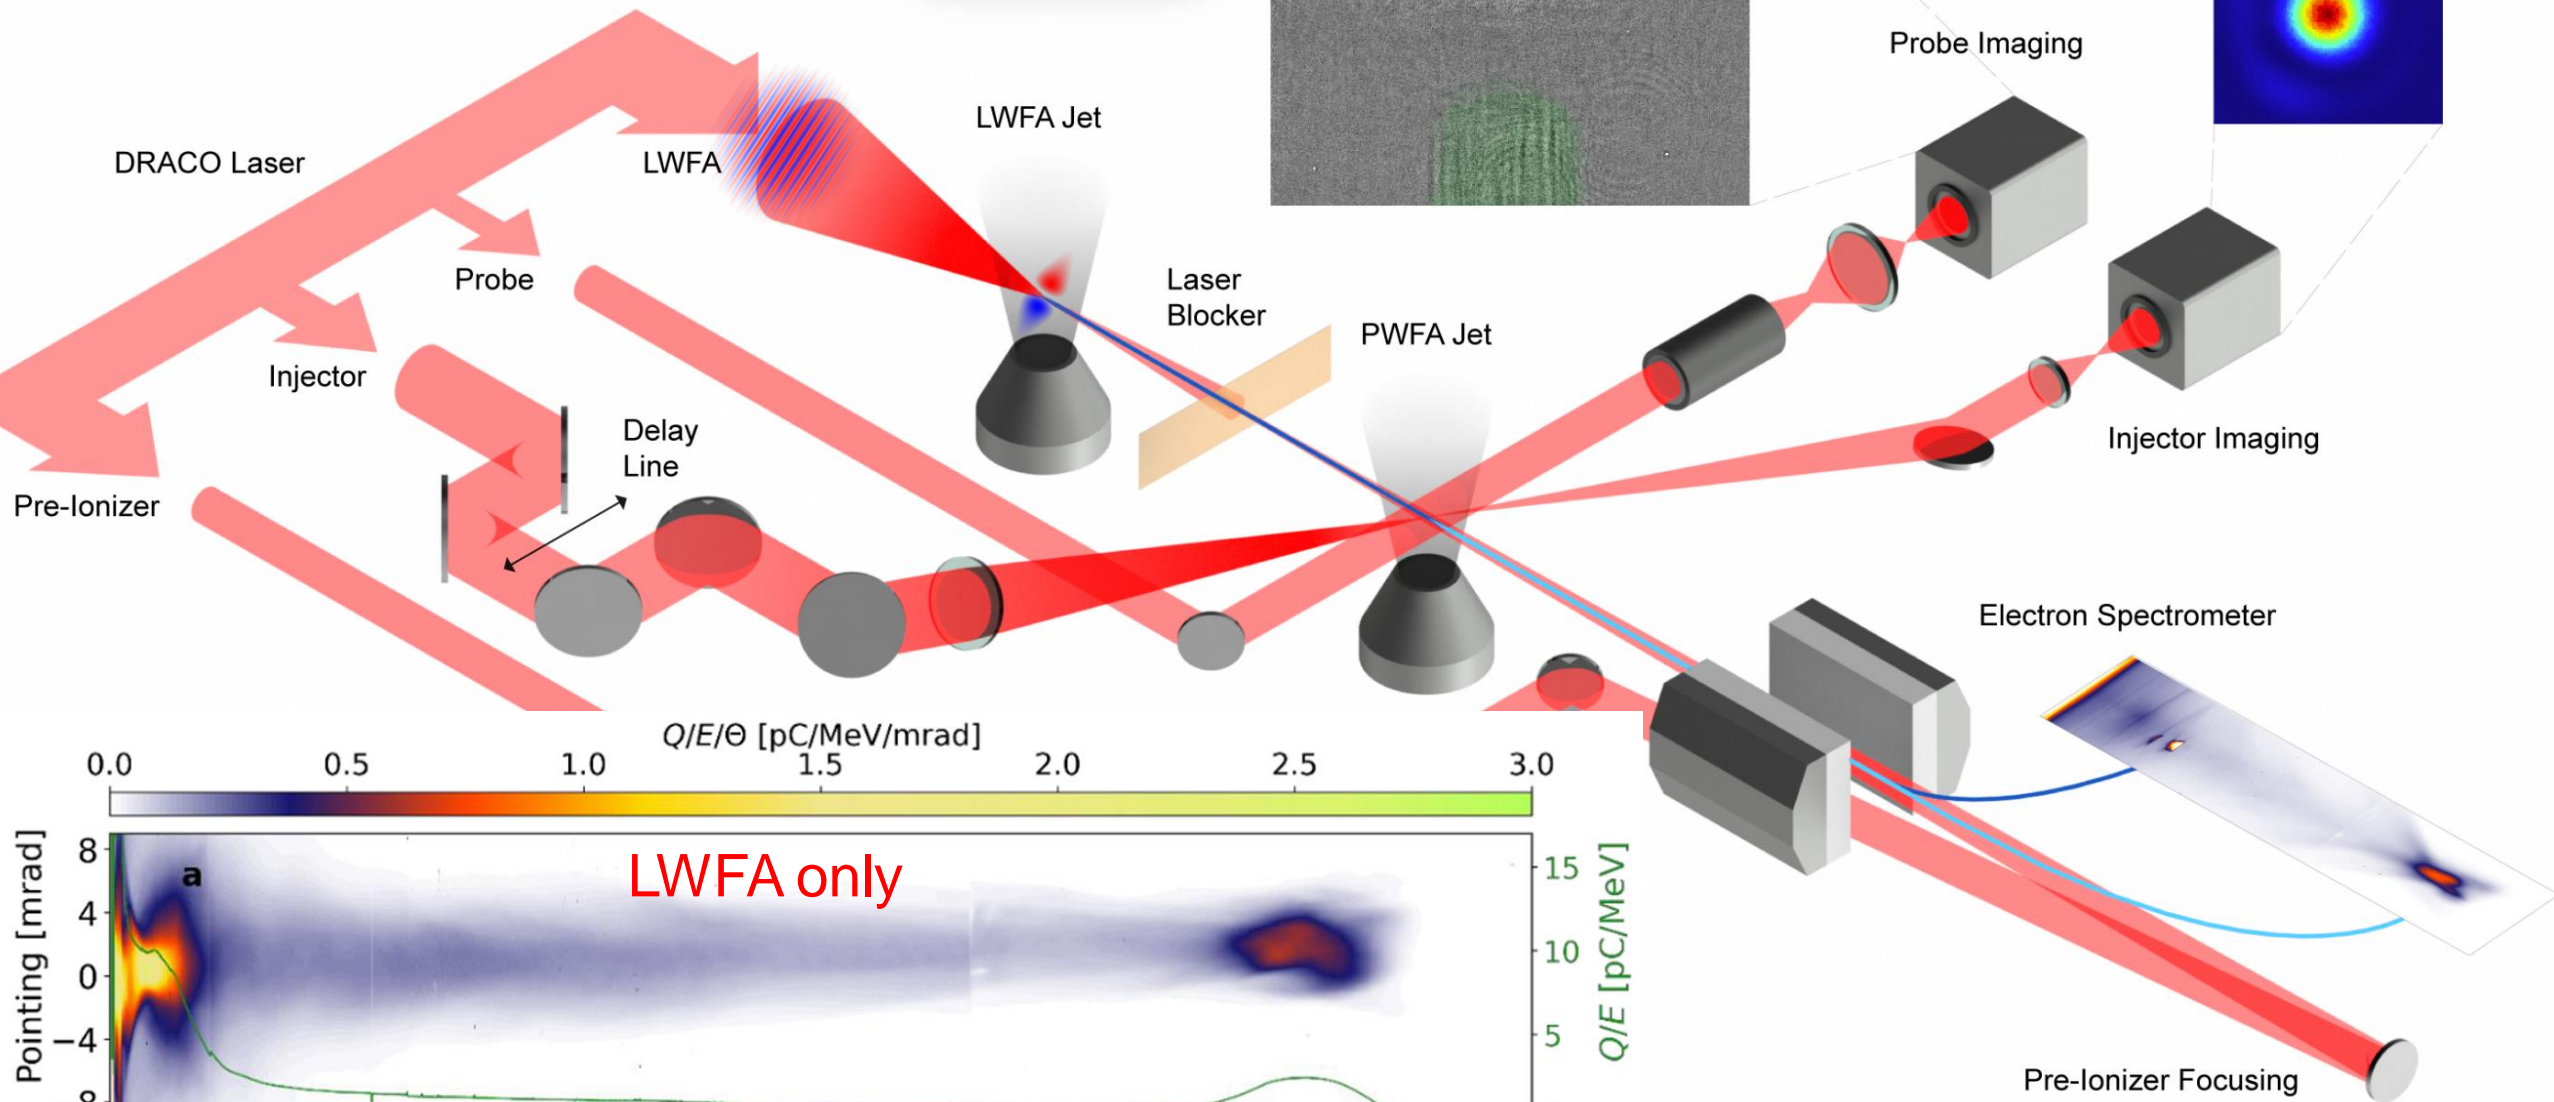 Probe Imaging
LWFA Jet
DRACO Laser
LWFA
Probe
Laser
Blocker
PWFA Jet
Injector
Delay
Line
Injector Imaging
Pre-Ionizer
Electron Spectrometer
Q/E/Θ [pC/MeV/mrad]
0.0 0.5 1.0 1.5 2.0 2.5 3.0
Pointing [mrad]
8
4
0
−4
a
LWFA only
15
10
5
Q/E [pC/MeV]
Pre-Ionizer Focusing